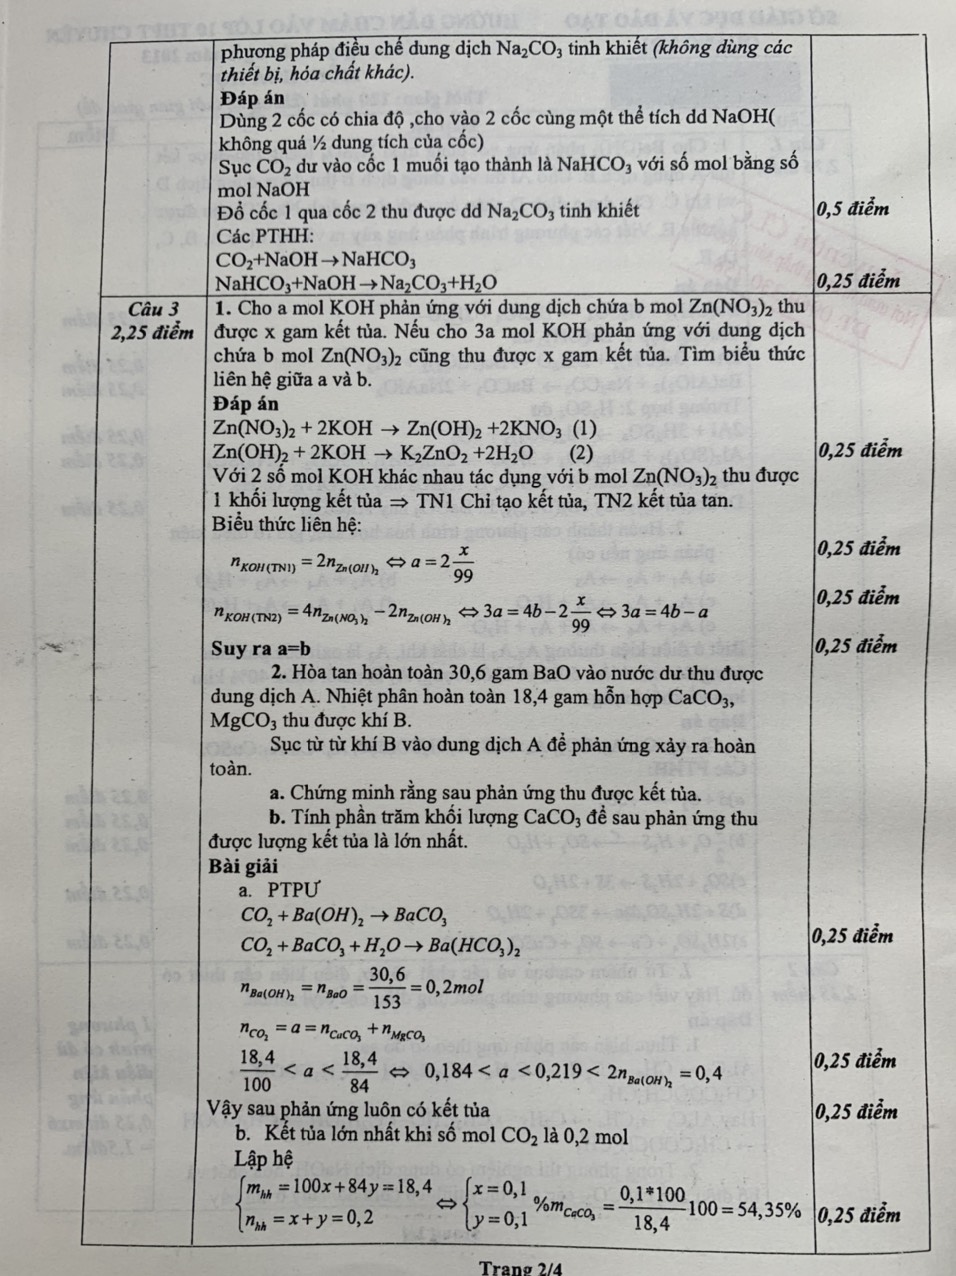 phương pháp điều chế dung dịch Na₂CO₃ tinh khiết (không dùng các
thiết bị, hóa chất khác).
Đáp án
Dùng 2 cốc có chia độ ,cho vào 2 cốc cùng một thể tích dd NaOH(
không quá ½ dung tích của cốc)
Sục CO₂ dư vào cốc 1 muối tạo thành là NaHCO₃ với số mol bằng số
mol NaOH
Đổ cốc 1 qua cốc 2 thu được dd Na₂CO₃ tinh khiết 0,5 điểm
Các PTHH:
CO₂+NaOH→NaHCO₃
NaHCO₃+NaOH→Na₂CO₃+H₂O 0,25 điểm
Câu 3 1. Cho a mol KOH phản ứng với dung dịch chứa b mol Zn(NO₃)₂ thu
2,25 điểm được x gam kết tủa. Nếu cho 3a mol KOH phản ứng với dung dịch
chứa b mol Zn(NO₃)₂ cũng thu được x gam kết tủa. Tìm biểu thức
liên hệ giữa a và b.
Đáp án
Zn(NO₃)₂ + 2KOH → Zn(OH)₂ +2KNO₃ (1)
Zn(OH)₂ + 2KOH → K₂ZnO₂ +2H₂O (2) 0,25 điểm
Với 2 số mol KOH khác nhau tác dụng với b mol Zn(NO₃)₂ thu được
1 khối lượng kết tủa ⇒ TN1 Chỉ tạo kết tủa, TN2 kết tủa tan.
Biểu thức liên hệ:
n_KOH(TN1) = 2n_Zn(OH)₂ ⇔ a = 2 x/99 0,25 điểm
n_KOH(TN2) = 4n_Zn(NO₃)₂ − 2n_Zn(OH)₂ ⇔ 3a = 4b − 2 x/99 ⇔ 3a = 4b − a 0,25 điểm
Suy ra a=b 0,25 điểm
2. Hòa tan hoàn toàn 30,6 gam BaO vào nước dư thu được
dung dịch A. Nhiệt phân hoàn toàn 18,4 gam hỗn hợp CaCO₃,
MgCO₃ thu được khí B.
Sục từ từ khí B vào dung dịch A để phản ứng xảy ra hoàn
toàn.
a. Chứng minh rằng sau phản ứng thu được kết tủa.
b. Tính phần trăm khối lượng CaCO₃ để sau phản ứng thu
được lượng kết tủa là lớn nhất.
Bài giải
a. PTPƯ
CO₂ + Ba(OH)₂ → BaCO₃
CO₂ + BaCO₃ + H₂O → Ba(HCO₃)₂ 0,25 điểm
n_Ba(OH)₂ = n_BaO = 30,6/153 = 0,2mol
n_CO₂ = a = n_CaCO₃ + n_MgCO₃
18,4/100 < a < 18,4/84 ⇔ 0,184 < a < 0,219 < 2n_Ba(OH)₂ = 0,4 0,25 điểm
Vậy sau phản ứng luôn có kết tủa 0,25 điểm
b. Kết tủa lớn nhất khi số mol CO₂ là 0,2 mol
Lập hệ
{m_hh = 100x + 84y = 18,4 ⇔ {x = 0,1 %m_CaCO₃ = 0,1*100/18,4 100 = 54,35% 0,25 điểm
{n_hh = x + y = 0,2 {y = 0,1
Trang 2/4